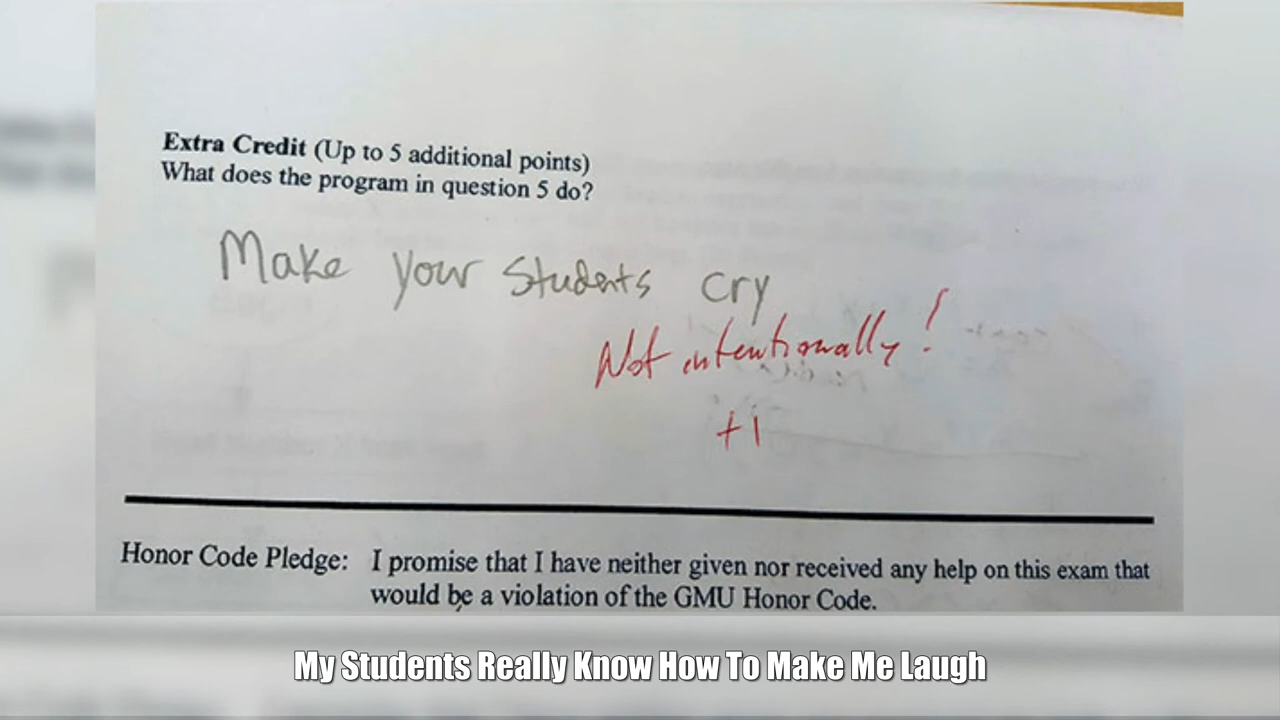 Extra Credit (Up to 5 additional points)
What does the program in question 5 do?
Make your students cry
Not intentionally!
+1
Honor Code Pledge: I promise that I have neither given nor received any help on this exam that
would be a violation of the GMU Honor Code.
My Students Really Know How To Make Me Laugh